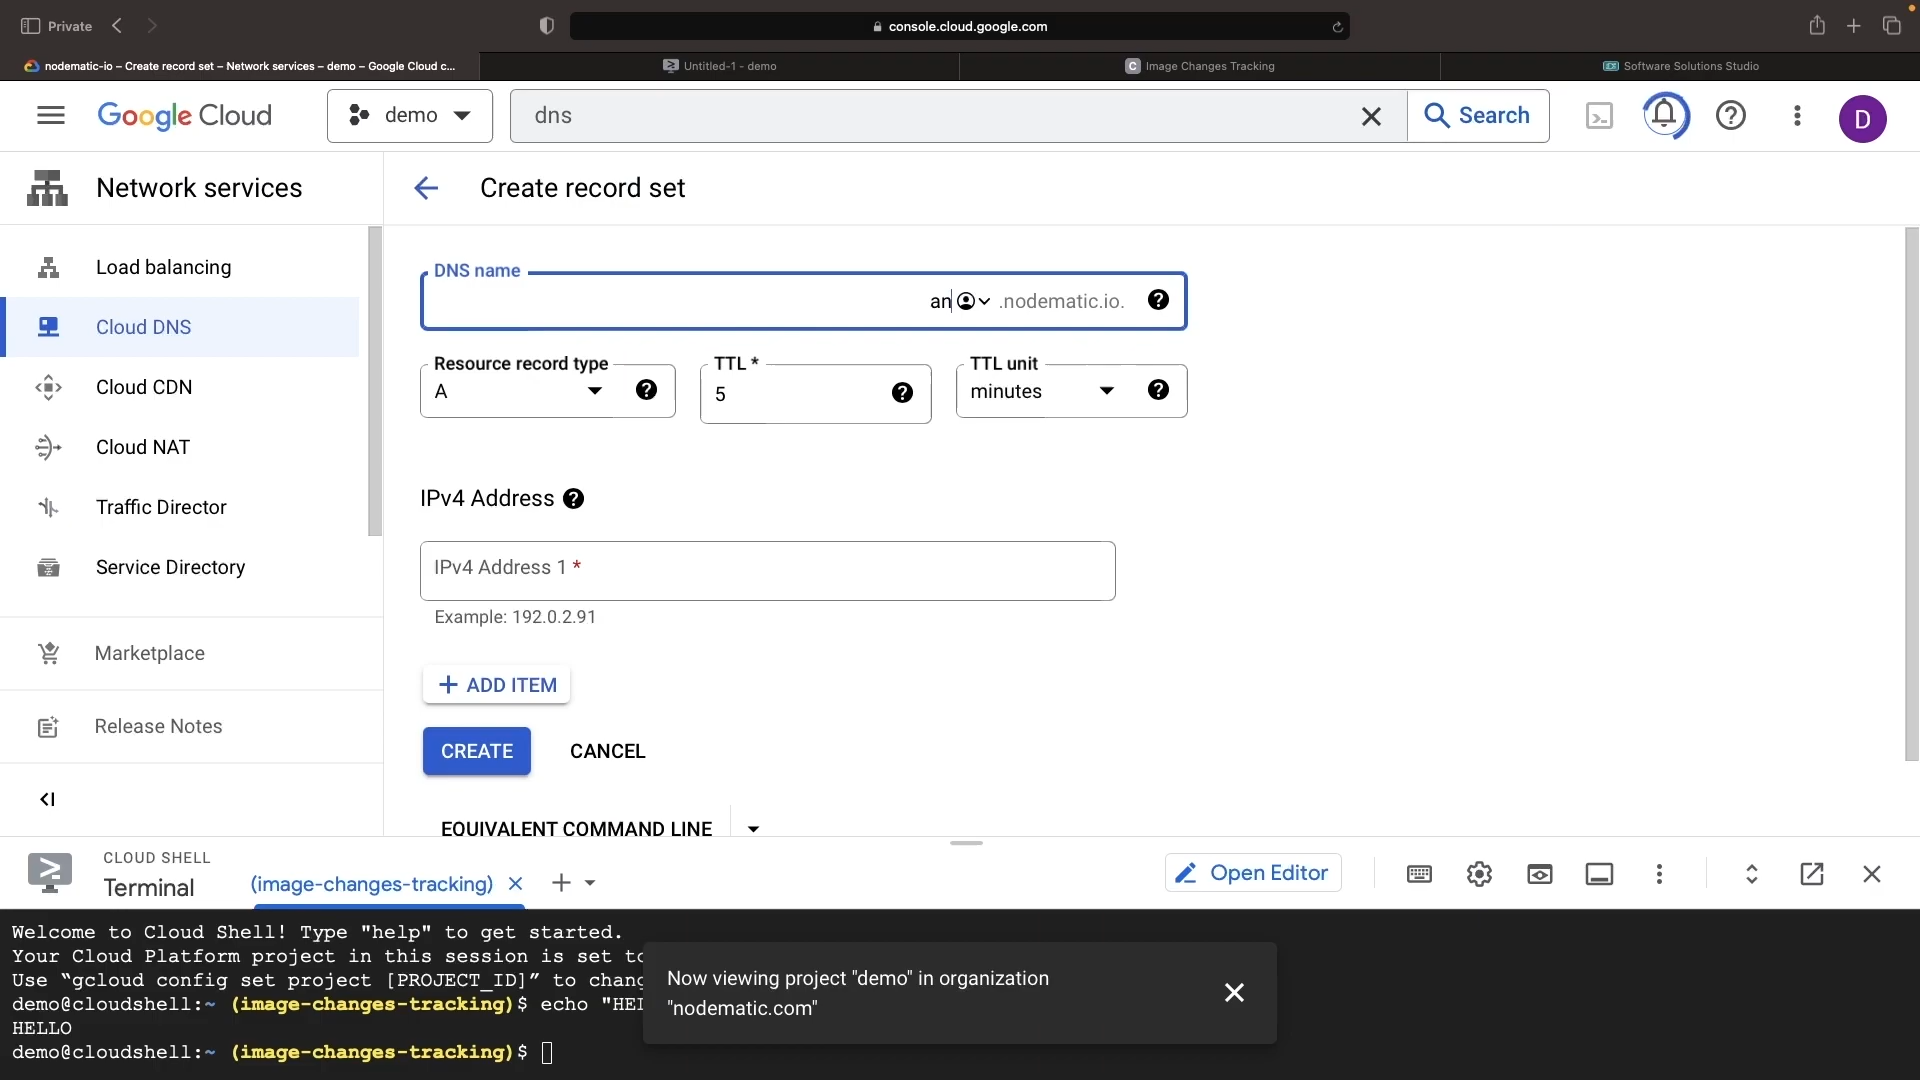 Private
console.cloud.google.com
nodematic-io – Create record set – Network services – demo – Google Cloud c...
Untitled-1 - demo
C Image Changes Tracking
Software Solutions Studio
Google Cloud
demo
dns
Search
D
Network services
Create record set
Load balancing
Cloud DNS
Cloud CDN
Cloud NAT
Traffic Director
Service Directory
Marketplace
Release Notes
DNS name
an .nodematic.io.
Resource record type
A
TTL *
5
TTL unit
minutes
IPv4 Address
IPv4 Address 1 *
Example: 192.0.2.91
+ ADD ITEM
CREATE
CANCEL
EQUIVALENT COMMAND LINE
CLOUD SHELL
Terminal
(image-changes-tracking)
Open Editor
Welcome to Cloud Shell! Type "help" to get started.
Your Cloud Platform project in this session is set to
Use “gcloud config set project [PROJECT_ID]” to chang
demo@cloudshell:~ (image-changes-tracking)$ echo "HEL
HELLO
demo@cloudshell:~ (image-changes-tracking)$
Now viewing project "demo" in organization
"nodematic.com"